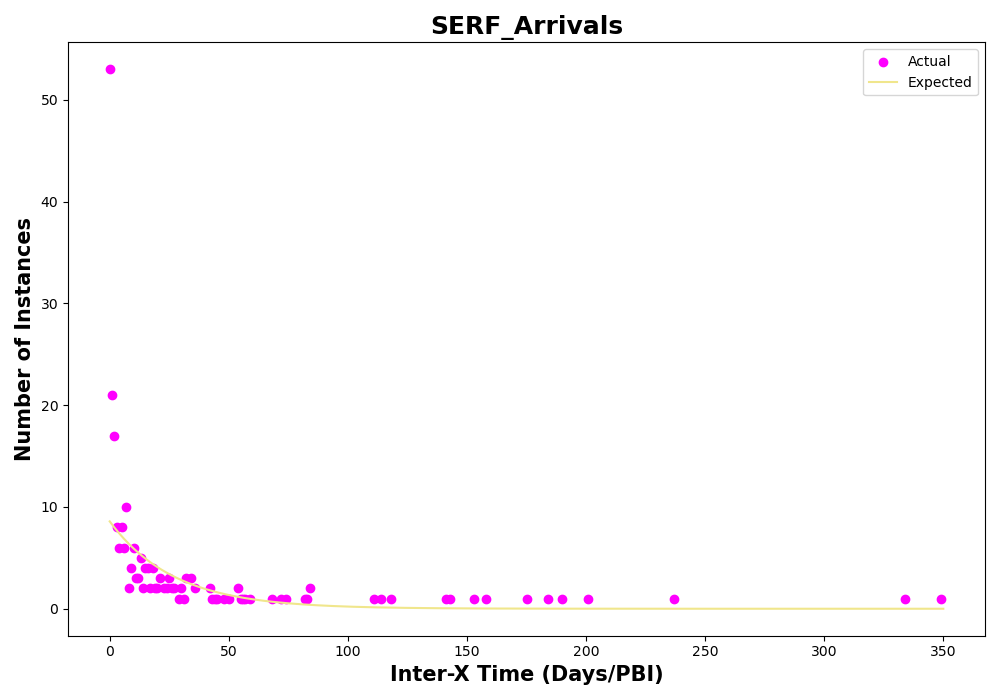 SERF_Arrivals
Actual
Expected
Number of Instances
50
40
30
20
10
0
0 50 100 150 200 250 300 350
Inter-X Time (Days/PBI)